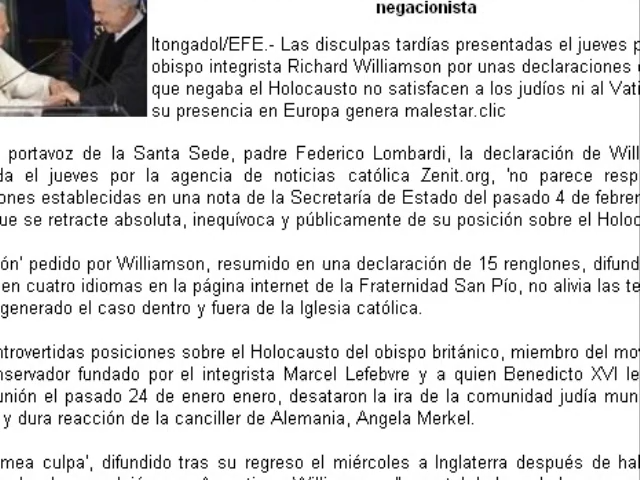 negacionista
Itongadol/EFE.- Las disculpas tardías presentadas el jueves p
obispo integrista Richard Williamson por unas declaraciones
que negaba el Holocausto no satisfacen a los judíos ni al Vati
su presencia en Europa genera malestar.clic
portavoz de la Santa Sede, padre Federico Lombardi, la declaración de Will
da el jueves por la agencia de noticias católica Zenit.org, 'no parece resp
ones establecidas en una nota de la Secretaría de Estado del pasado 4 de febrer
ue se retracte absoluta, inequívoca y públicamente de su posición sobre el Holoc
ón' pedido por Williamson, resumido en una declaración de 15 renglones, difund
en cuatro idiomas en la página internet de la Fraternidad San Pío, no alivia las te
generado el caso dentro y fuera de la Iglesia católica.
ntrovertidas posiciones sobre el Holocausto del obispo británico, miembro del mov
nservador fundado por el integrista Marcel Lefebvre y a quien Benedicto XVI le
unión el pasado 24 de enero enero, desataron la ira de la comunidad judía mun
y dura reacción de la canciller de Alemania, Angela Merkel.
mea culpa', difundido tras su regreso el miércoles a Inglaterra después de hab